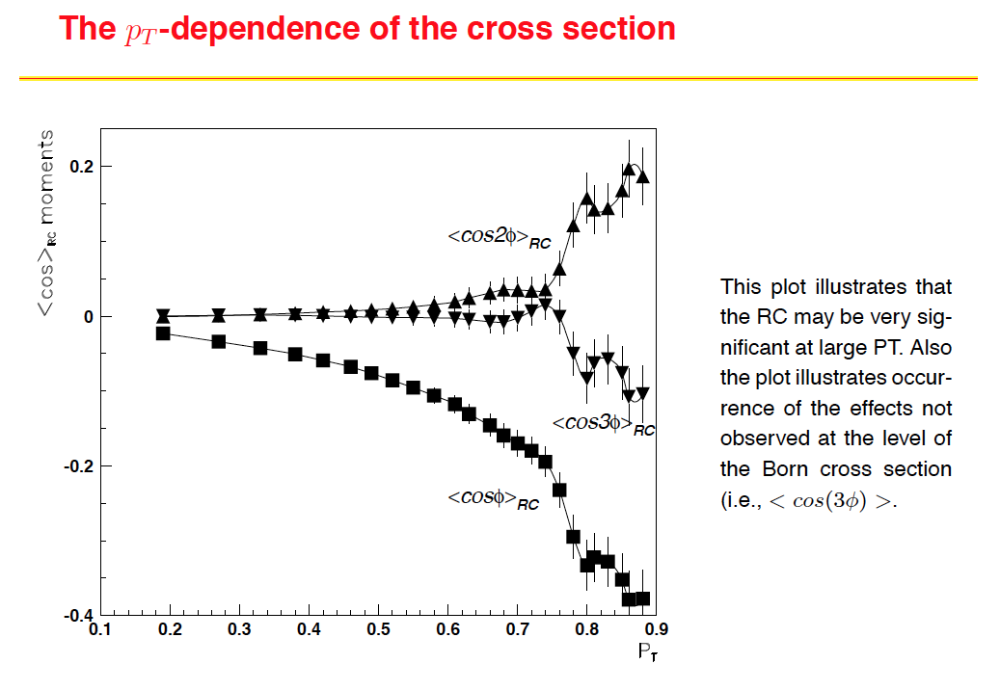 The pT-dependence of the cross section
<cos>RC moments
0.2
0
-0.2
-0.4
0.1 0.2 0.3 0.4 0.5 0.6 0.7 0.8 0.9
PT
<cos2ϕ>RC
<cos3ϕ>RC
<cosϕ>RC
This plot illustrates that
the RC may be very sig-
nificant at large PT. Also
the plot illustrates occur-
rence of the effects not
observed at the level of
the Born cross section
(i.e., < cos(3ϕ) >.